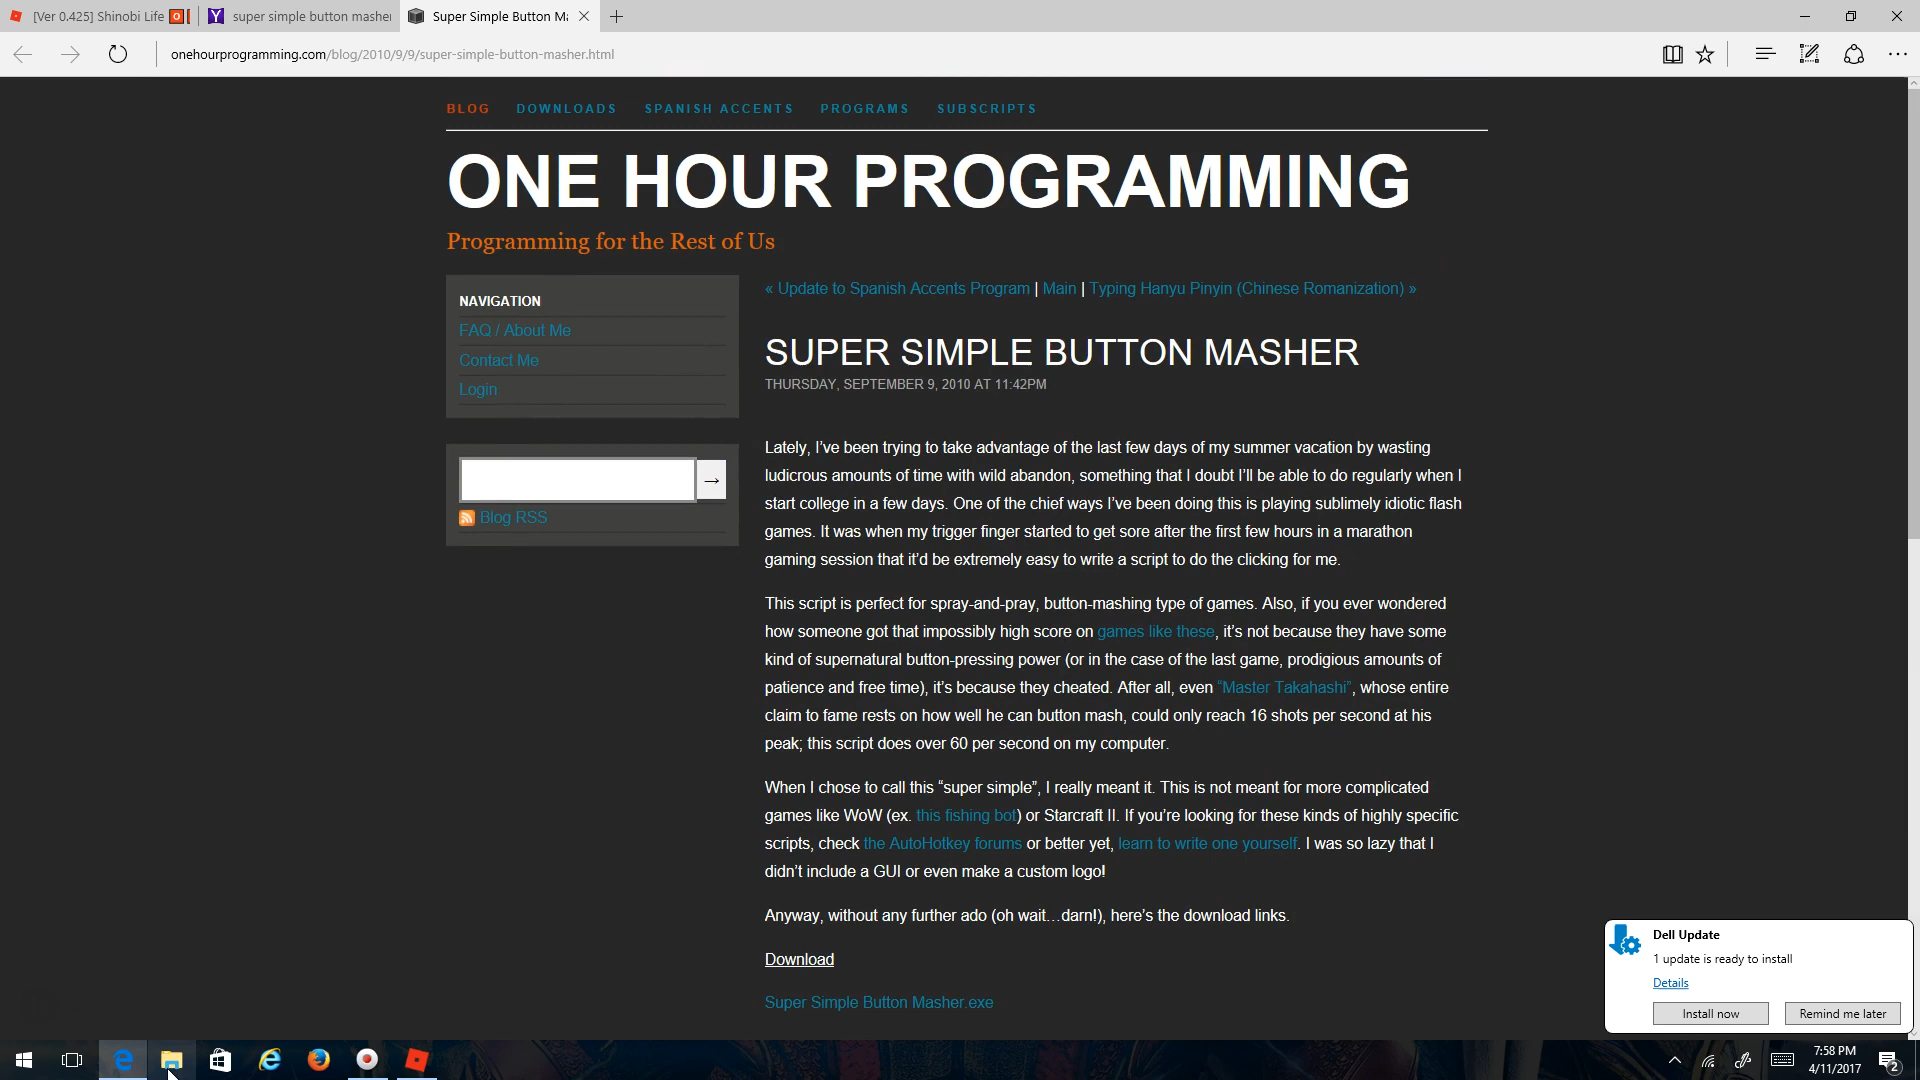 [Ver 0.425] Shinobi Life
super simple button masher
Super Simple Button Ma
onehourprogramming.com/blog/2010/9/9/super-simple-button-masher.html
BLOG DOWNLOADS SPANISH ACCENTS PROGRAMS SUBSCRIPTS
ONE HOUR PROGRAMMING
Programming for the Rest of Us
NAVIGATION
FAQ / About Me
Contact Me
Login
→
Blog RSS
« Update to Spanish Accents Program | Main | Typing Hanyu Pinyin (Chinese Romanization) »
SUPER SIMPLE BUTTON MASHER
THURSDAY, SEPTEMBER 9, 2010 AT 11:42PM
Lately, I’ve been trying to take advantage of the last few days of my summer vacation by wasting
ludicrous amounts of time with wild abandon, something that I doubt I’ll be able to do regularly when I
start college in a few days. One of the chief ways I’ve been doing this is playing sublimely idiotic flash
games. It was when my trigger finger started to get sore after the first few hours in a marathon
gaming session that it’d be extremely easy to write a script to do the clicking for me.
This script is perfect for spray-and-pray, button-mashing type of games. Also, if you ever wondered
how someone got that impossibly high score on games like these, it’s not because they have some
kind of supernatural button-pressing power (or in the case of the last game, prodigious amounts of
patience and free time), it’s because they cheated. After all, even “Master Takahashi”, whose entire
claim to fame rests on how well he can button mash, could only reach 16 shots per second at his
peak; this script does over 60 per second on my computer.
When I chose to call this “super simple”, I really meant it. This is not meant for more complicated
games like WoW (ex. this fishing bot) or Starcraft II. If you’re looking for these kinds of highly specific
scripts, check the AutoHotkey forums or better yet, learn to write one yourself. I was so lazy that I
didn’t include a GUI or even make a custom logo!
Anyway, without any further ado (oh wait…darn!), here’s the download links.
Download
Super Simple Button Masher.exe
Dell Update
1 update is ready to install
Details
Install now Remind me later
7:58 PM
4/11/2017
2